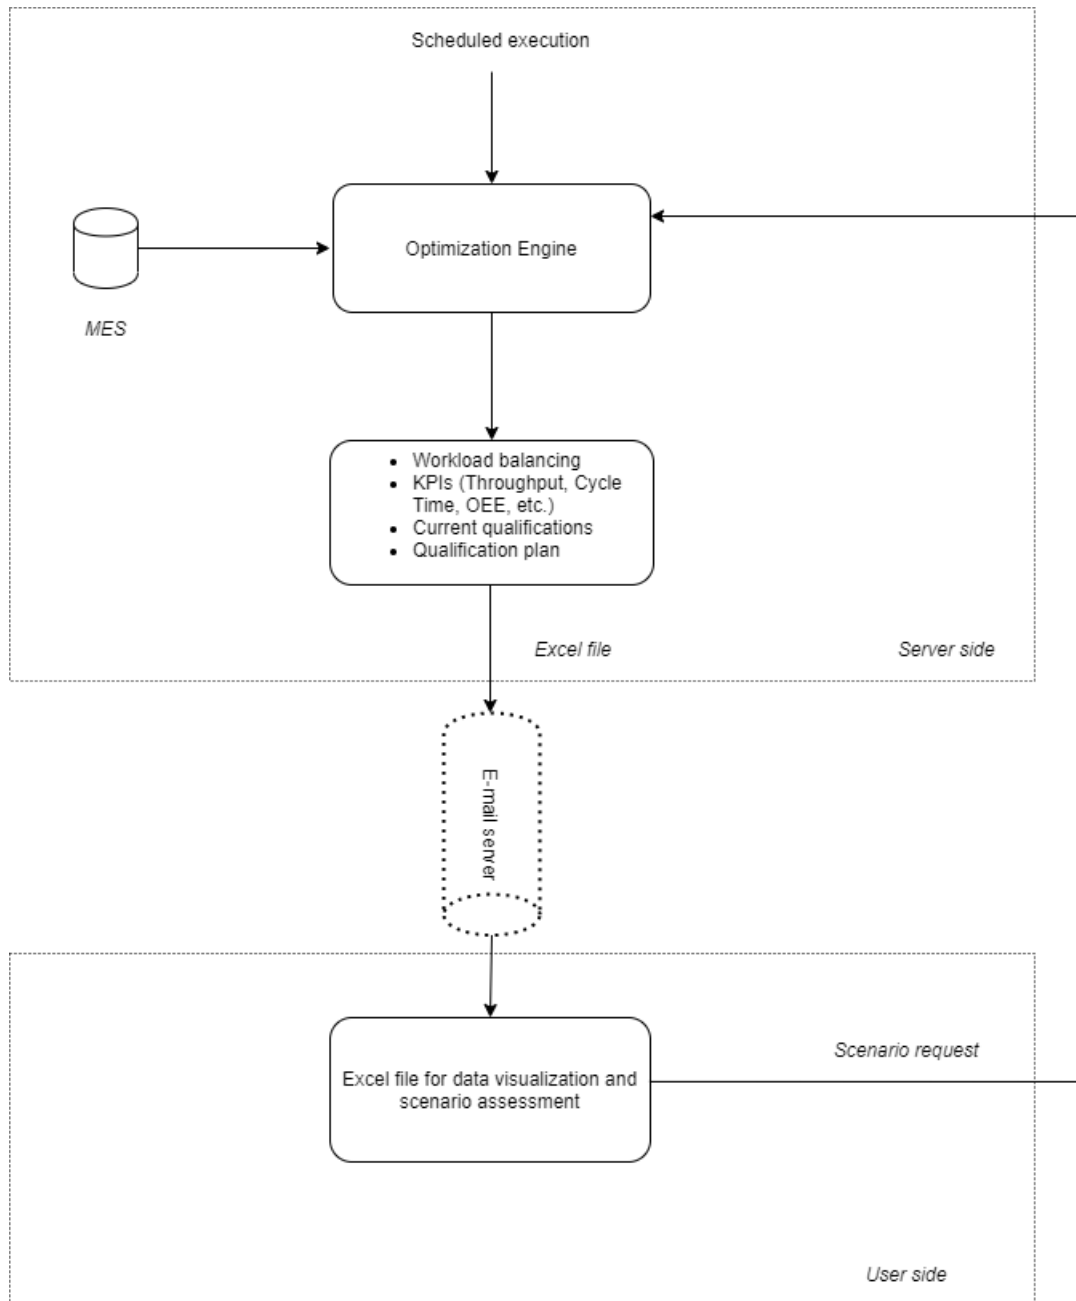 Scheduled execution
Optimization Engine
MES
• Workload balancing
• KPIs (Throughput, Cycle
Time, OEE, etc.)
• Current qualifications
• Qualification plan
Excel file
Server side
E-mail server
Scenario request
Excel file for data visualization and
scenario assessment
User side